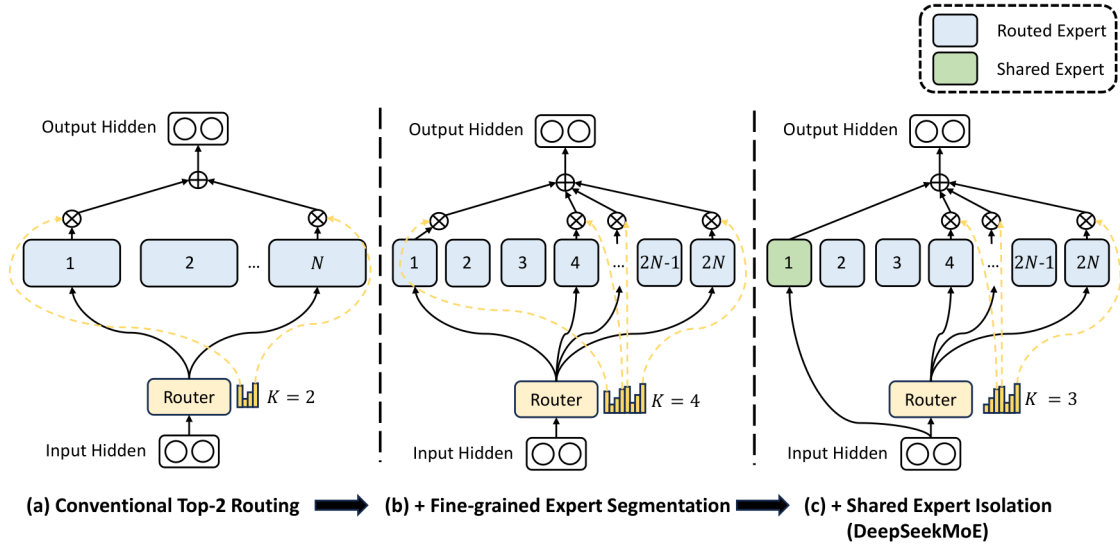 Routed Expert
Shared Expert
Output Hidden
1
2
...
N
Router
K = 2
Input Hidden
(a) Conventional Top-2 Routing
Output Hidden
1
2
3
4
...
2N-1
2N
Router
K = 4
Input Hidden
(b) + Fine-grained Expert Segmentation
Output Hidden
1
2
3
4
...
2N-1
2N
Router
K = 3
Input Hidden
(c) + Shared Expert Isolation
(DeepSeekMoE)